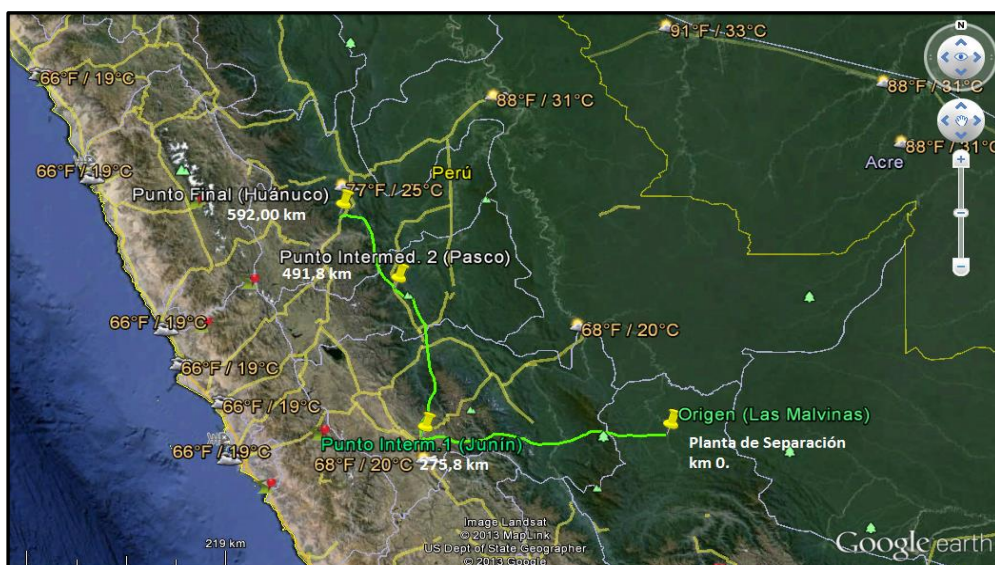 N
91°F / 33°C
66°F / 19°C
88°F / 31°C
88°F / 31°C
88°F / 31°C
Acre
66°F / 19°C
Perú
77°F / 25°C
Punto Final (Huánuco)
592,00 km
Punto Intermed. 2 (Pasco)
491,8 km
66°F / 19°C
68°F / 20°C
66°F / 19°C
66°F / 19°C
Origen (Las Malvinas)
Planta de Separación
km 0.
66°F / 19°C
Punto Interm.1 (Junín)
68°F / 20°C
275,8 km
Image Landsat
© 2013 MapLink
US Dept of State Geographer
© 2013 Google
219 km
Google earth